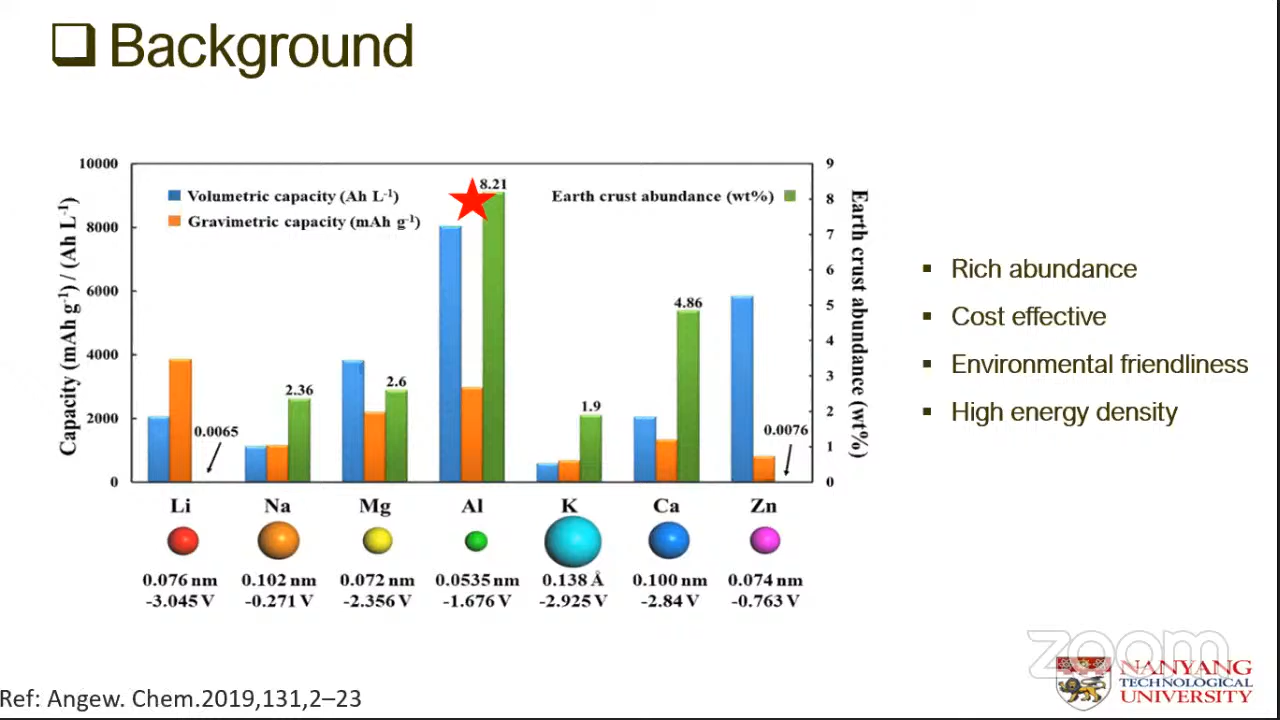 Background
10000
8000
6000
4000
2000
0
Capacity (mAh g⁻¹) / (Ah L⁻¹)
Volumetric capacity (Ah L⁻¹)
Gravimetric capacity (mAh g⁻¹)
Earth crust abundance (wt%)
0.0065
2.36
2.6
8.21
1.9
4.86
0.0076
9
8
7
6
5
4
3
2
1
0
Earth crust abundance (wt%)
Li Na Mg Al K Ca Zn
0.076 nm 0.102 nm 0.072 nm 0.0535 nm 0.138 Å 0.100 nm 0.074 nm
-3.045 V -0.271 V -2.356 V -1.676 V -2.925 V -2.84 V -0.763 V
▪ Rich abundance
▪ Cost effective
▪ Environmental friendliness
▪ High energy density
zoom
NANYANG
TECHNOLOGICAL
UNIVERSITY
Ref: Angew. Chem.2019,131,2–23